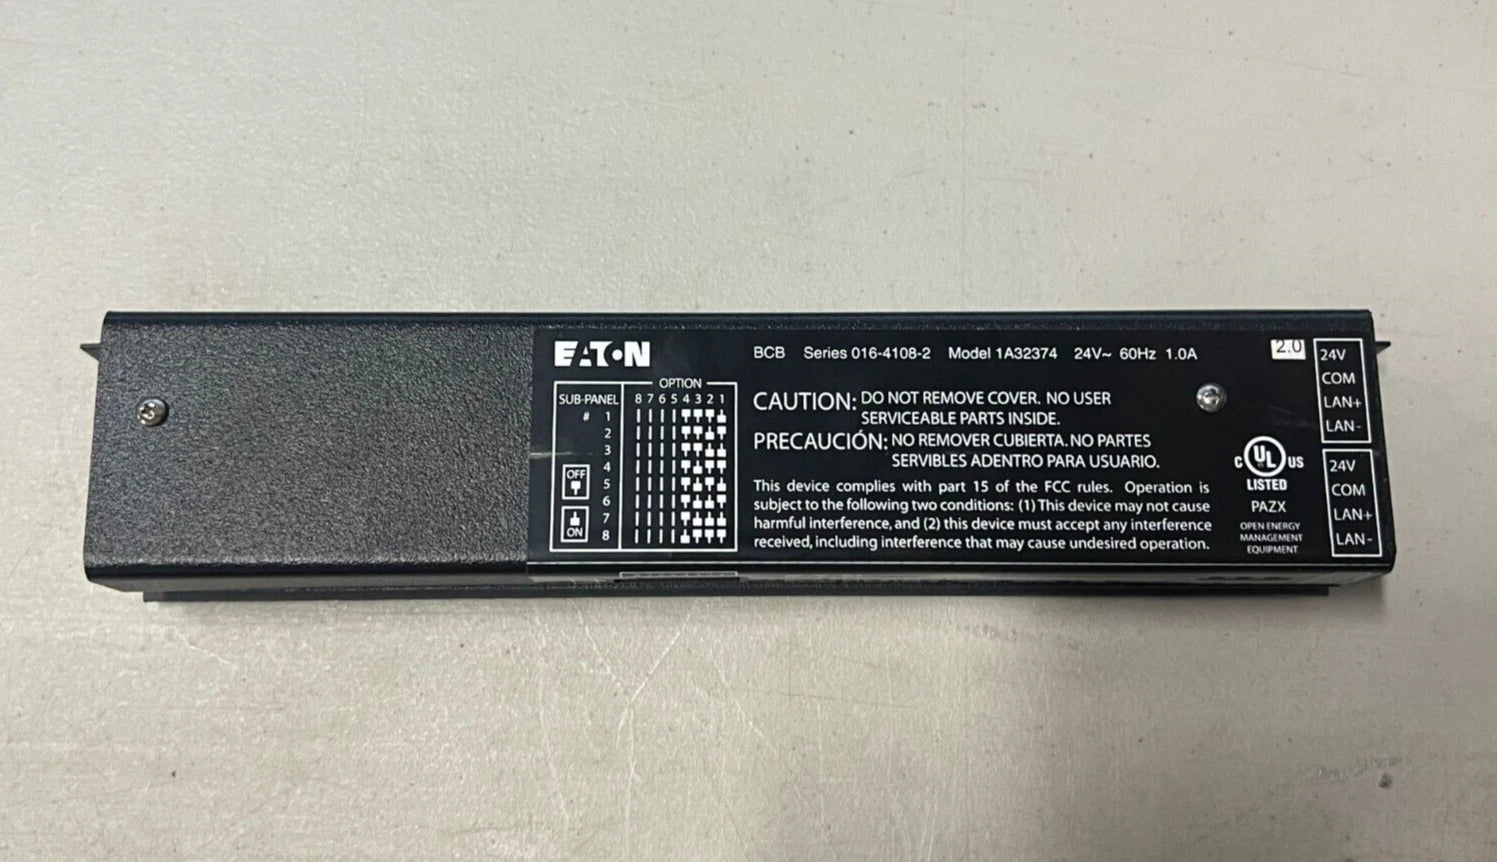 EATON
BCB Series 016-4108-2 Model 1A32374 24V~ 60Hz 1.0A
2.0
OPTION
SUB-PANEL 8 7 6 5 4 3 2 1
# 1
2
3
4
5
6
7
8
OFF
ON
CAUTION: DO NOT REMOVE COVER. NO USER
SERVICEABLE PARTS INSIDE.
PRECAUCIÓN: NO REMOVER CUBIERTA. NO PARTES
SERVIBLES ADENTRO PARA USUARIO.
This device complies with part 15 of the FCC rules. Operation is
subject to the following two conditions: (1) This device may not cause
harmful interference, and (2) this device must accept any interference
received, including interference that may cause undesired operation.
C UL US
LISTED
PAZX
OPEN ENERGY
MANAGEMENT
EQUIPMENT
24V
COM
LAN+
LAN-
24V
COM
LAN+
LAN-